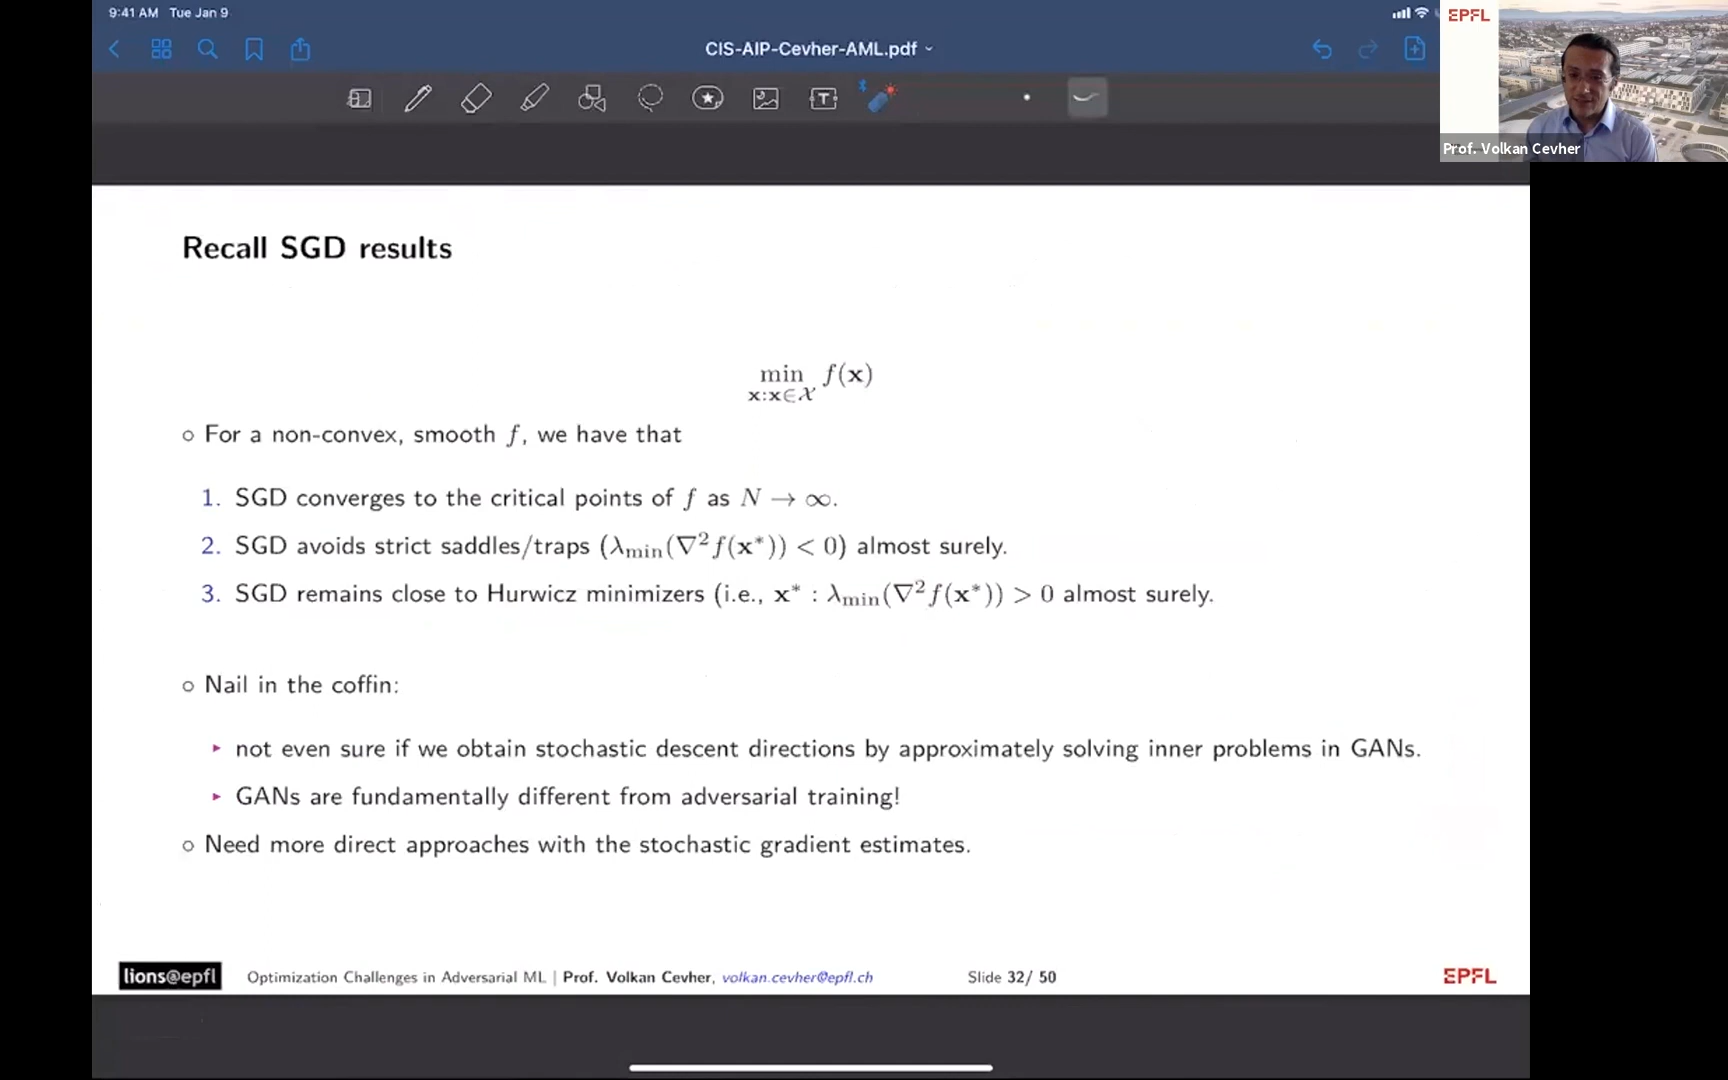 9:41 AM Tue Jan 9
CIS-AIP-Cevher-AML.pdf
EPFL
Prof. Volkan Cevher
Recall SGD results
min f(x)
x:x∈𝒳
○ For a non-convex, smooth f, we have that
1. SGD converges to the critical points of f as N → ∞.
2. SGD avoids strict saddles/traps (λmin(∇²f(x*)) < 0) almost surely.
3. SGD remains close to Hurwicz minimizers (i.e., x* : λmin(∇²f(x*)) > 0 almost surely.
○ Nail in the coffin:
▸ not even sure if we obtain stochastic descent directions by approximately solving inner problems in GANs.
▸ GANs are fundamentally different from adversarial training!
○ Need more direct approaches with the stochastic gradient estimates.
lions@epfl Optimization Challenges in Adversarial ML | Prof. Volkan Cevher, volkan.cevher@epfl.ch Slide 32/ 50 EPFL